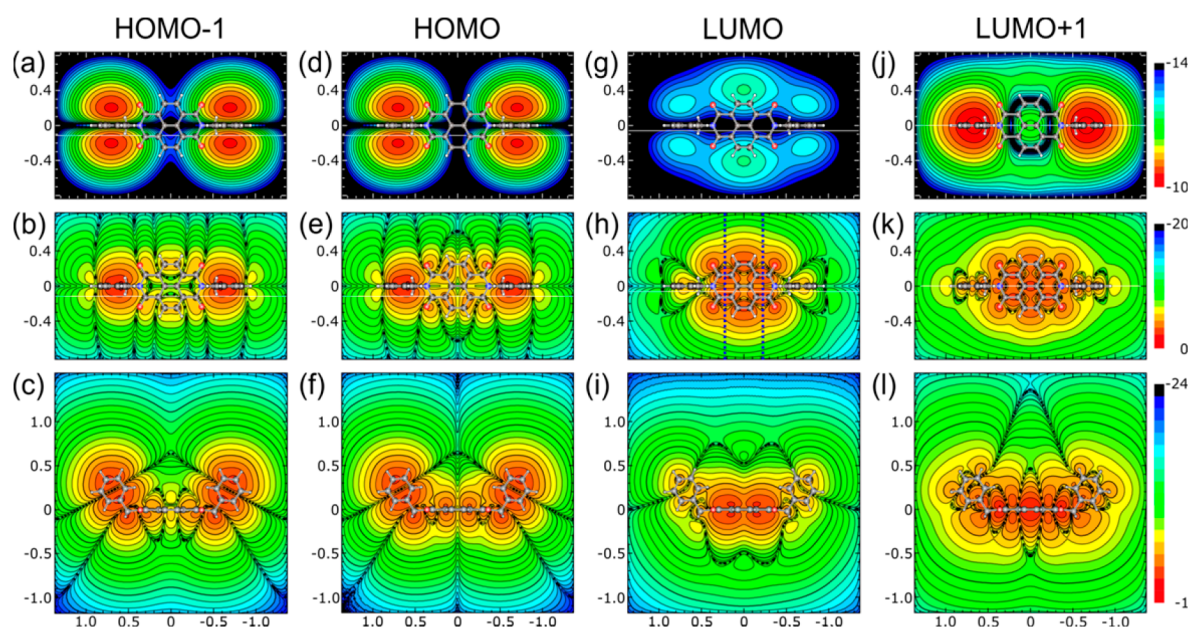 HOMO-1 HOMO LUMO LUMO+1
(a) (d) (g) (j)
0.4 0.4 0.4 0.4 -14
0 0 0 0
-0.4 -0.4 -0.4 -0.4 -10
(b) (e) (h) (k)
0.4 0.4 0.4 0.4 -20
0 0 0 0
-0.4 -0.4 -0.4 -0.4 0
(c) (f) (i) (l)
1.0 1.0 1.0 1.0 -24
0.5 0.5 0.5 0.5
0 0 0 0
-0.5 -0.5 -0.5 -0.5
-1.0 -1.0 -1.0 -1.0 -1
1.0 0.5 0 -0.5 -1.0 1.0 0.5 0 -0.5 -1.0 1.0 0.5 0 -0.5 -1.0 1.0 0.5 0 -0.5 -1.0